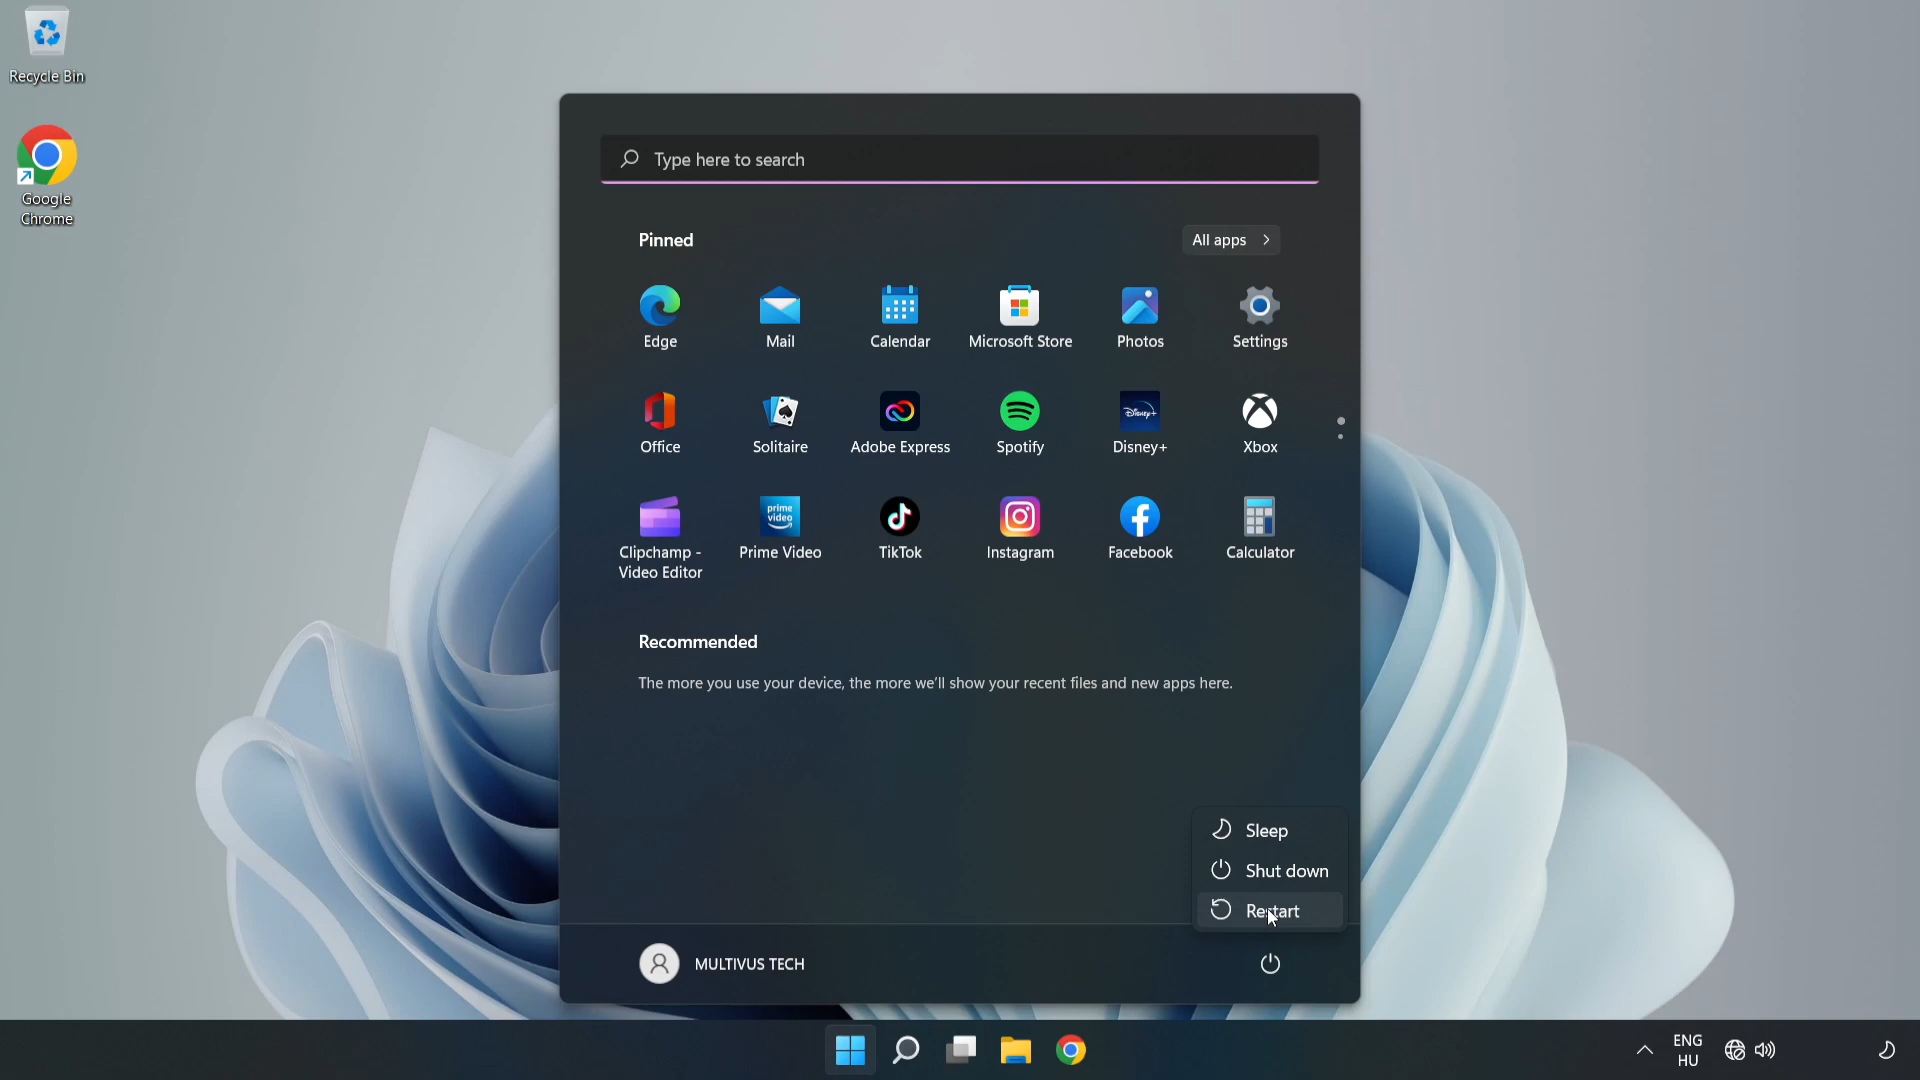 Recycle Bin
Google
Chrome
Type here to search
Pinned
All apps
Edge
Mail
Calendar
Microsoft Store
Photos
Settings
Office
Solitaire
Adobe Express
Disney+
Spotify
Disney+
Xbox
prime
video
Clipchamp -
Video Editor
Prime Video
TikTok
Instagram
Facebook
Calculator
Recommended
The more you use your device, the more we'll show your recent files and new apps here.
Sleep
Shut down
Restart
MULTIVUS TECH
ENG
HU